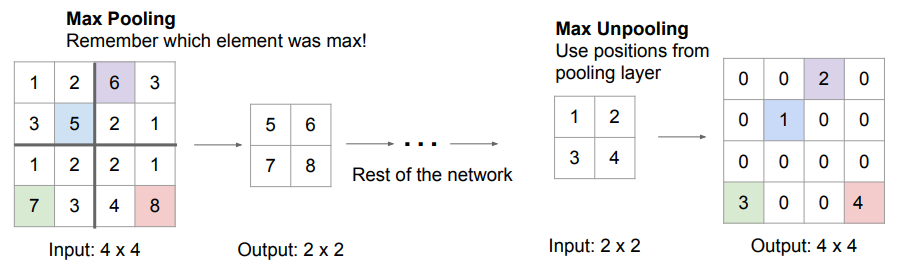 Max Pooling
Remember which element was max!
1 2 6 3
3 5 2 1
1 2 2 1
7 3 4 8
Input: 4 x 4
5 6
7 8
Output: 2 x 2
...
Rest of the network
Max Unpooling
Use positions from
pooling layer
1 2
3 4
Input: 2 x 2
0 0 2 0
0 1 0 0
0 0 0 0
3 0 0 4
Output: 4 x 4